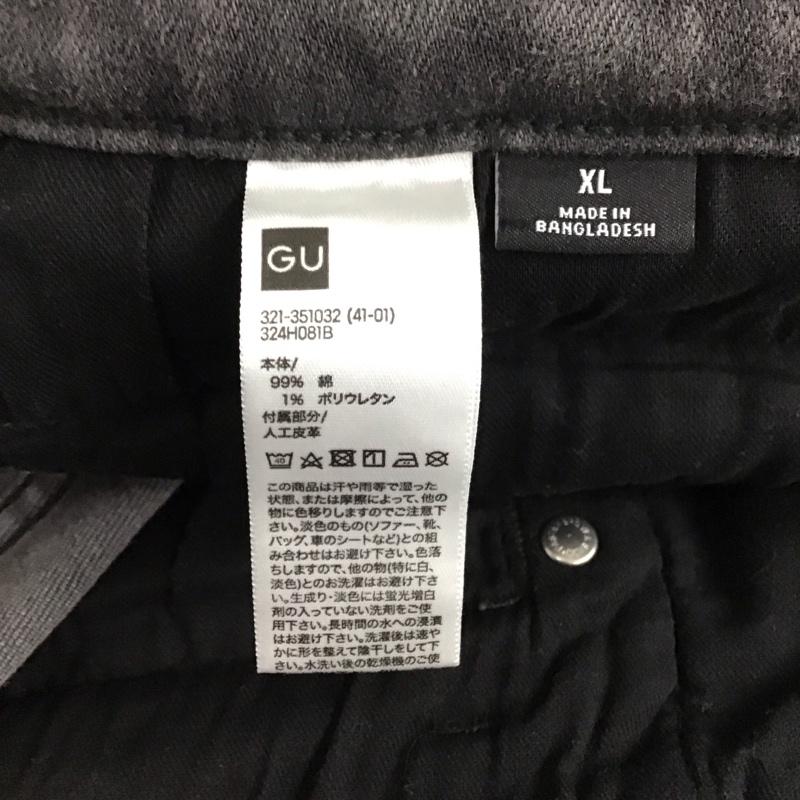 GU
321-351032 (41-01)
324H081B
本体/
99% 綿
1% ポリウレタン
付属部分/
人工皮革
40
この商品は汗や雨等で湿った
状態、または摩擦によって、他の
物に色移りしますのでご注意下
さい。淡色のもの(ソファー、靴、
バッグ、車のシートなど)との組
み合わせはお避け下さい。色落
ちしますので、他の物(特に白、
淡色)とのお洗濯はお避け下さ
い。生成り・淡色には蛍光増白
剤の入っていない洗剤をご使
用下さい。長時間の水への浸漬
はお避け下さい。洗濯後は速や
かに形を整えて陰干しをして下
さい。水洗い後の乾燥機のご使
XL
MADE IN
BANGLADESH